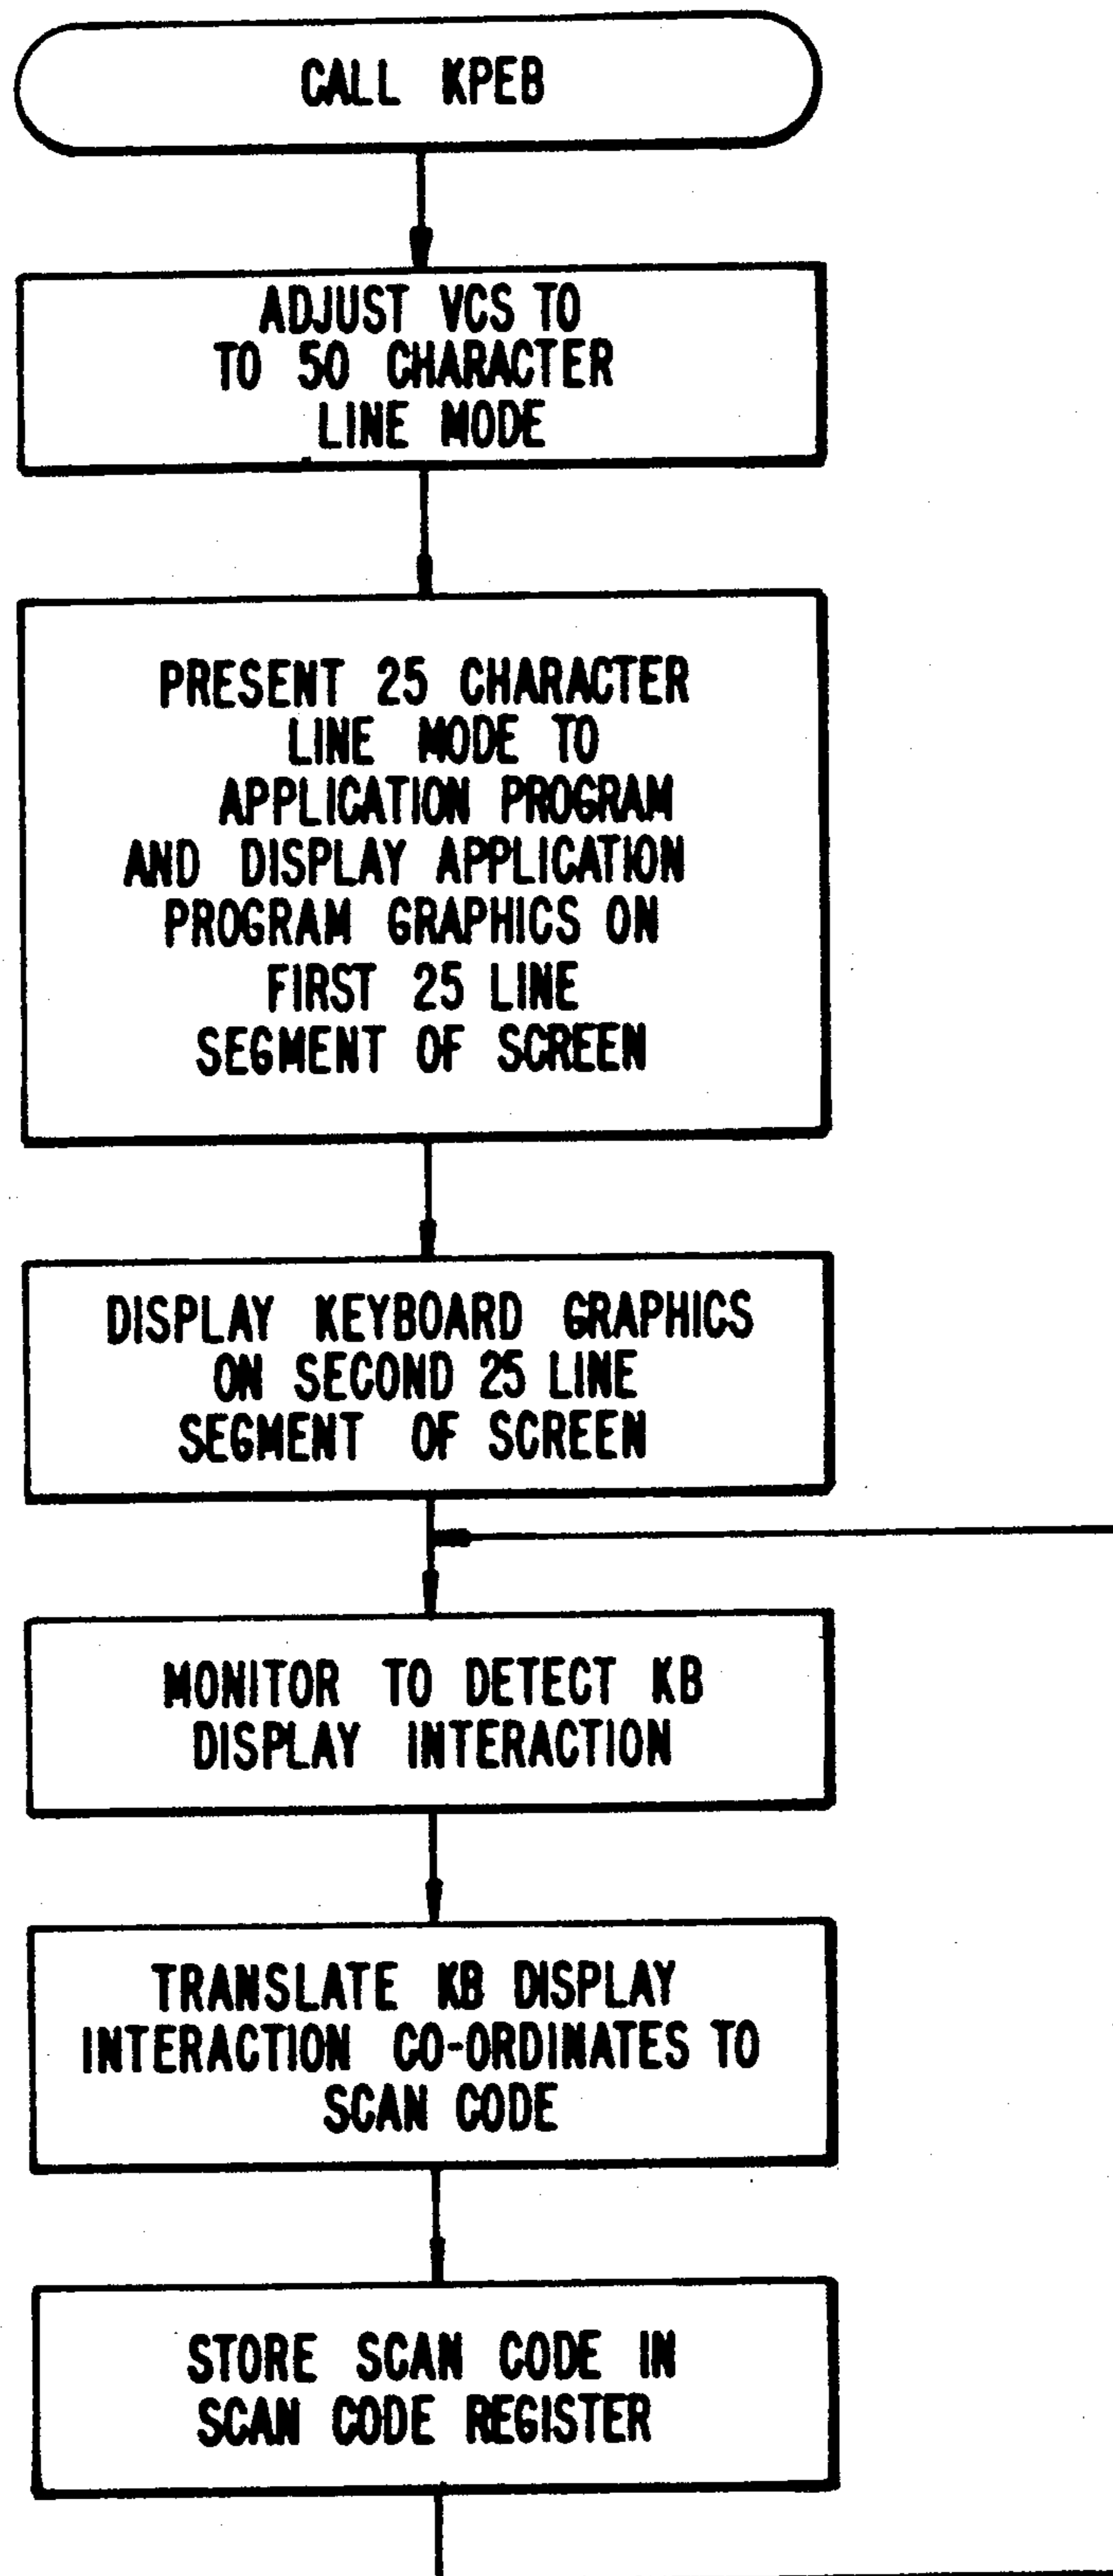 CALL KPEB
ADJUST VCS TO
TO 50 CHARACTER
LINE MODE
PRESENT 25 CHARACTER
LINE MODE TO
APPLICATION PROGRAM
AND DISPLAY APPLICATION
PROGRAM GRAPHICS ON
FIRST 25 LINE
SEGMENT OF SCREEN
DISPLAY KEYBOARD GRAPHICS
ON SECOND 25 LINE
SEGMENT OF SCREEN
MONITOR TO DETECT KB
DISPLAY INTERACTION
TRANSLATE KB DISPLAY
INTERACTION CO-ORDINATES TO
SCAN CODE
STORE SCAN CODE IN
SCAN CODE REGISTER